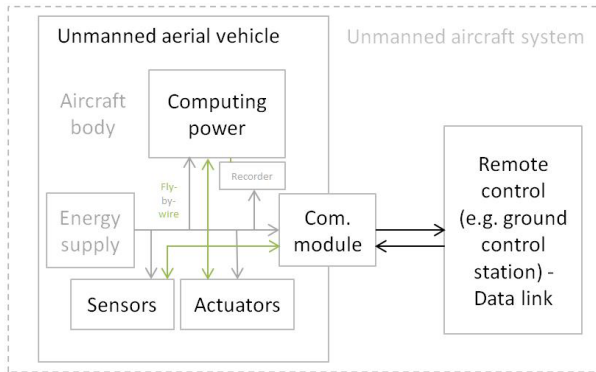 Unmanned aerial vehicle
Unmanned aircraft system
Aircraft
body
Computing
power
Recorder
Fly-
by-
wire
Energy
supply
Com.
module
Sensors
Actuators
Remote
control
(e.g. ground
control
station) -
Data link